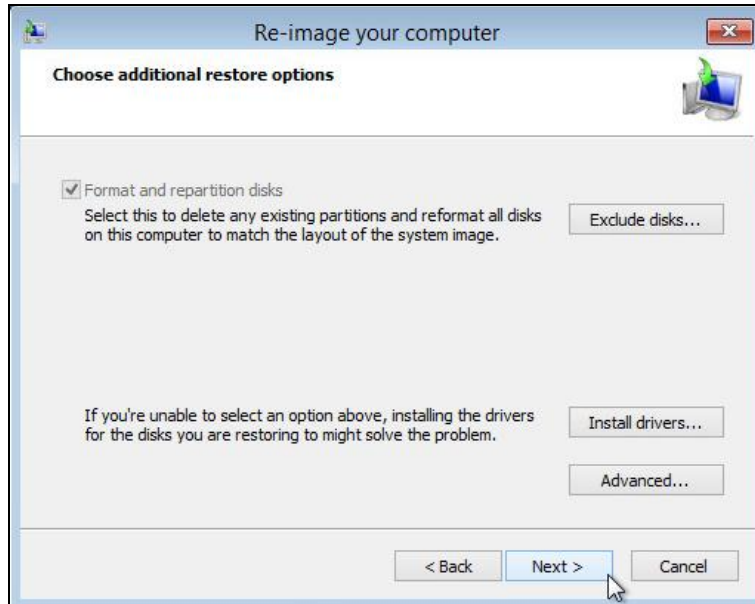 Re-image your computer
Choose additional restore options
Format and repartition disks
Select this to delete any existing partitions and reformat all disks
on this computer to match the layout of the system image.
Exclude disks...
If you're unable to select an option above, installing the drivers
for the disks you are restoring to might solve the problem.
Install drivers...
Advanced...
< Back
Next >
Cancel